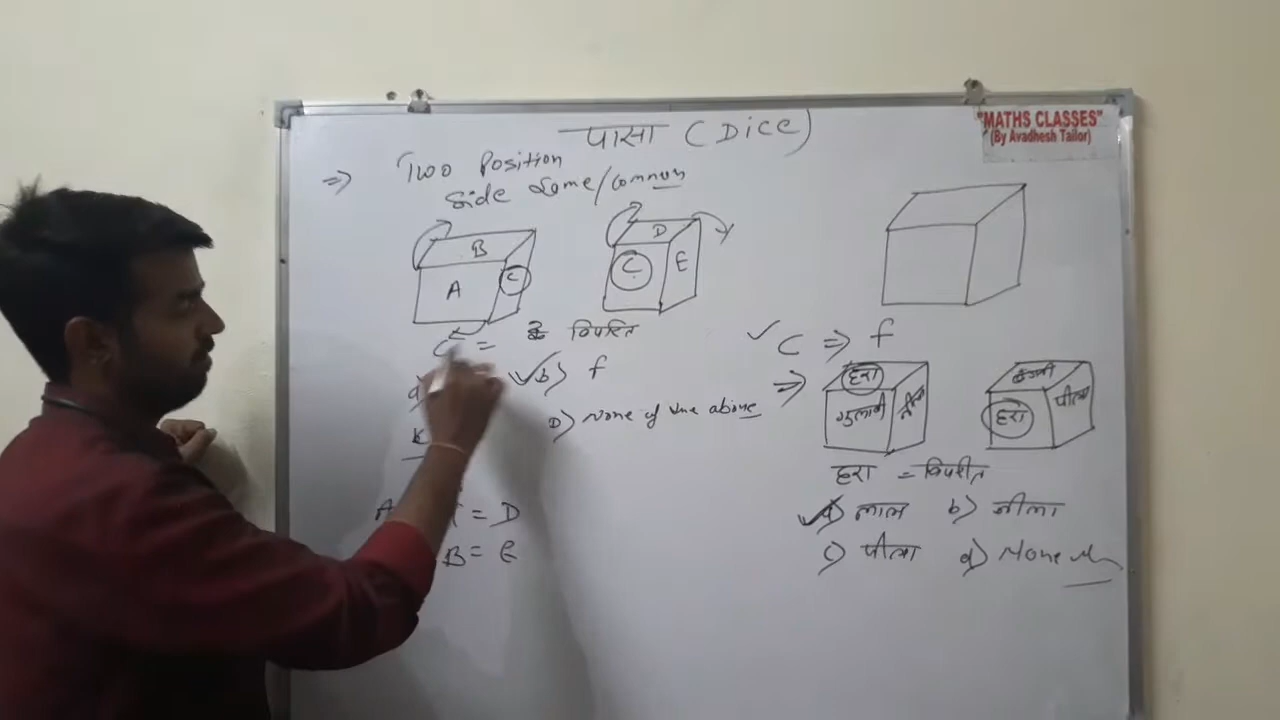 पासा (DicE)
"MATHS CLASSES"
(By Avadhesh Tailor)
⇒ Two Position
Side Same/Common
B
A
C
D
C
E
C = विपरित
b) f
a)
D) None of the above
K
A
= D
B = E
✓ C ⇒ f
⇒ हरा
गुलाबी
हरा
पीला
हरा = विपरीत
a) लाल b) नीला
c) पीला d) None